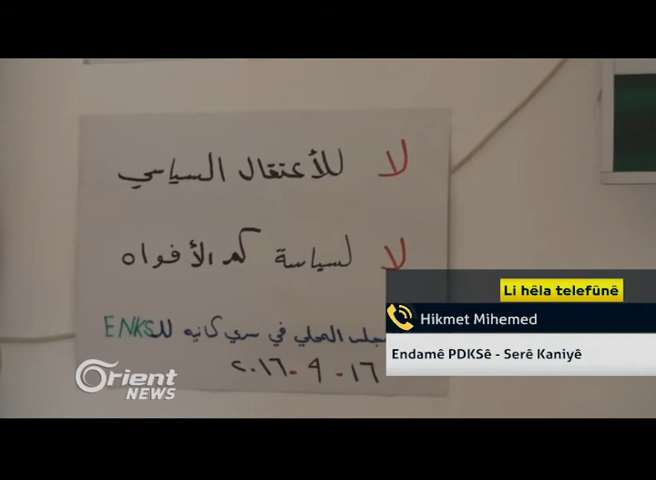 لا للأعتقال السياسي
لا لسياسة كم الأفواه
المحلي في سري كانيه للـ ENKS
١٦ - ٩ - ٢٠١٦
Li hêla telefûnê
Hikmet Mihemed
Endamê PDKSê - Serê Kaniyê
Orient
NEWS